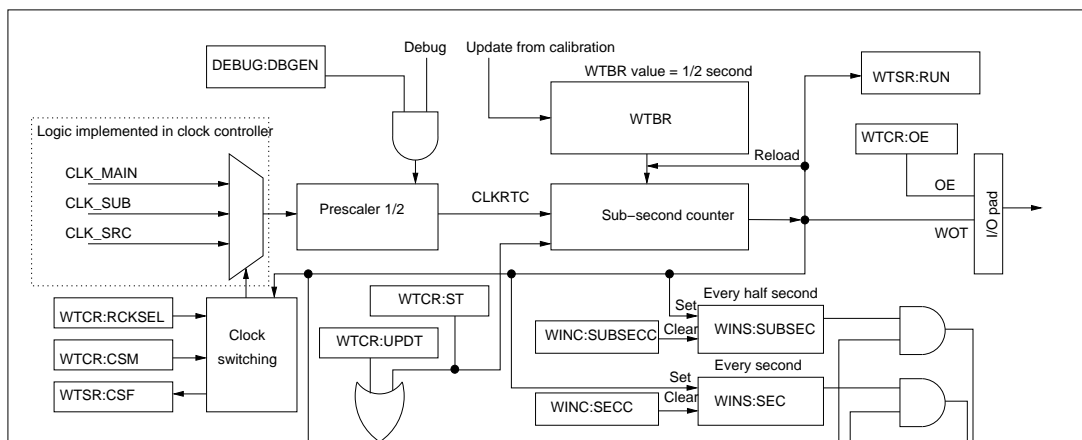 Debug
Update from calibration
DEBUG:DBGEN
WTBR value = 1/2 second
WTSR:RUN
WTBR
Logic implemented in clock controller
WTCR:OE
Reload
CLK_MAIN
OE
CLK_SUB
Prescaler 1/2
CLKRTC
Sub−second counter
I/O pad
CLK_SRC
WOT
WTCR:ST
Every half second
Set
WTCR:RCKSEL
Clock
switching
WINC:SUBSECC
Clear
WINS:SUBSEC
WTCR:UPDT
WTCR:CSM
Every second
Set
WTSR:CSF
WINC:SECC
Clear
WINS:SEC